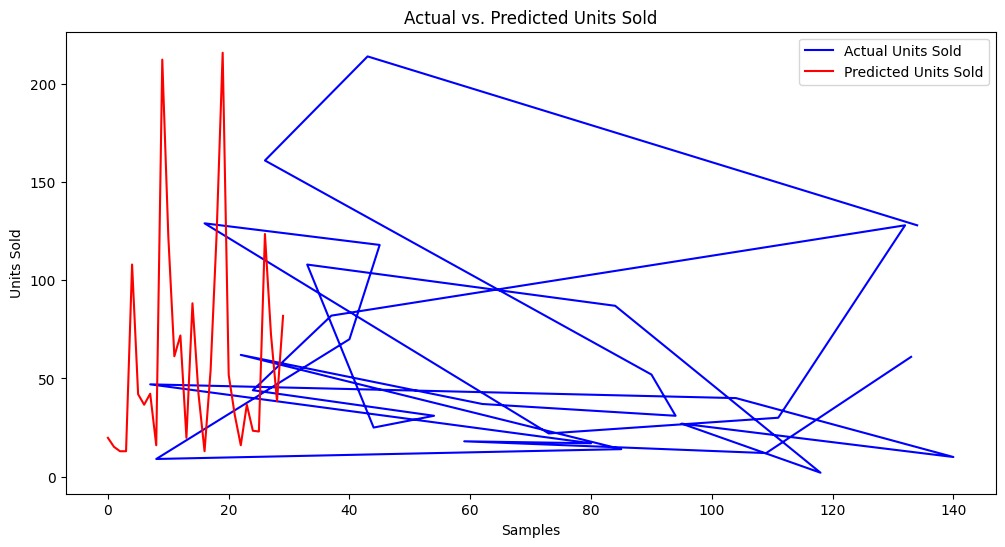 Actual vs. Predicted Units Sold
Actual Units Sold
Predicted Units Sold
Units Sold
200
150
100
50
0
0 20 40 60 80 100 120 140
Samples